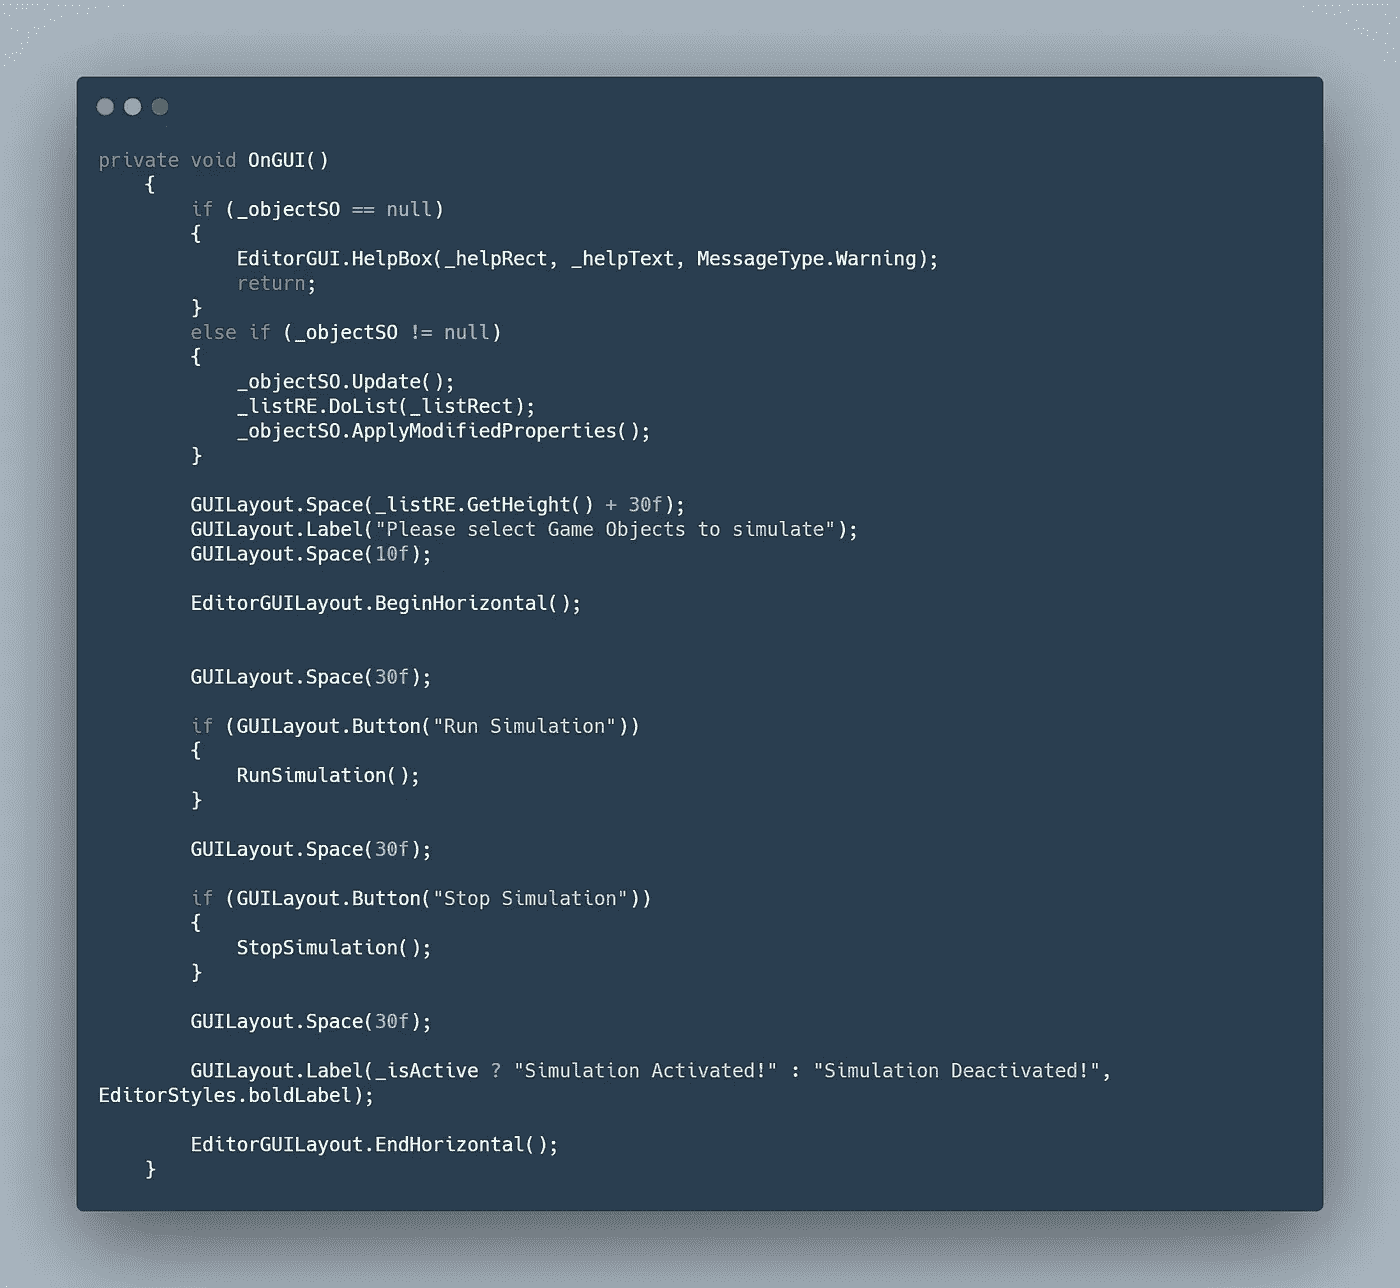 private void OnGUI()
    {
        if (_objectSO == null)
        {
            EditorGUI.HelpBox(_helpRect, _helpText, MessageType.Warning);
            return;
        }
        else if (_objectSO != null)
        {
            _objectSO.Update();
            _listRE.DoList(_listRect);
            _objectSO.ApplyModifiedProperties();
        }

        GUILayout.Space(_listRE.GetHeight() + 30f);
        GUILayout.Label("Please select Game Objects to simulate");
        GUILayout.Space(10f);

        EditorGUILayout.BeginHorizontal();


        GUILayout.Space(30f);

        if (GUILayout.Button("Run Simulation"))
        {
            RunSimulation();
        }

        GUILayout.Space(30f);

        if (GUILayout.Button("Stop Simulation"))
        {
            StopSimulation();
        }

        GUILayout.Space(30f);

        GUILayout.Label(_isActive ? "Simulation Activated!" : "Simulation Deactivated!",
EditorStyles.boldLabel);

        EditorGUILayout.EndHorizontal();
    }